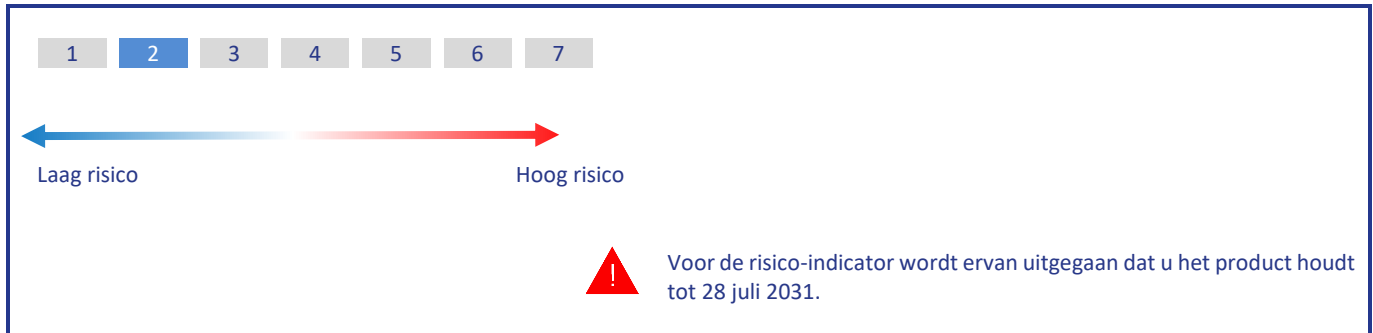 1 2 3 4 5 6 7
Laag risico Hoog risico
!
Voor de risico-indicator wordt ervan uitgegaan dat u het product houdt
tot 28 juli 2031.